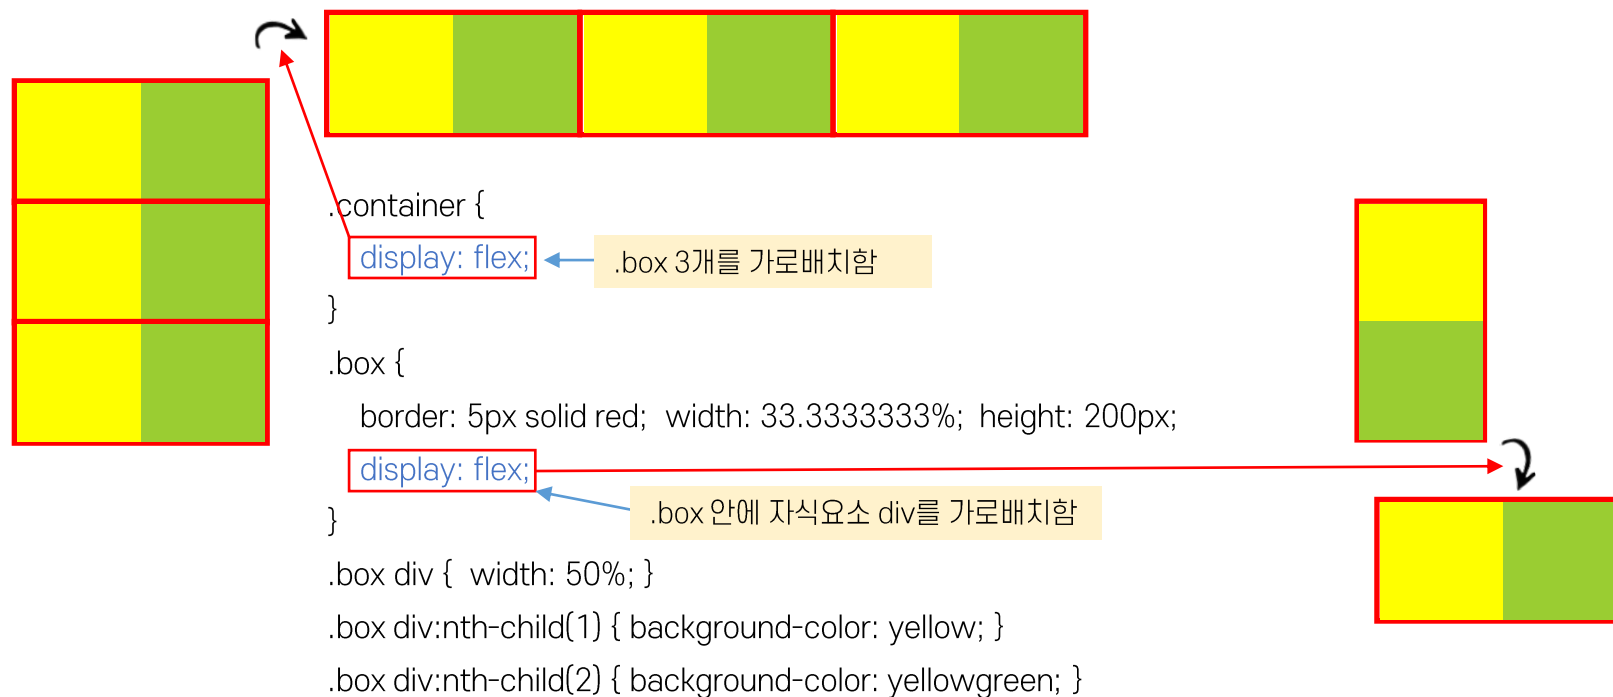 .container {
display: flex;
.box 3개를 가로배치함
}
.box {
border: 5px solid red; width: 33.3333333%; height: 200px;
display: flex;
.box 안에 자식요소 div를 가로배치함
}
.box div { width: 50%; }
.box div:nth-child(1) { background-color: yellow; }
.box div:nth-child(2) { background-color: yellowgreen; }